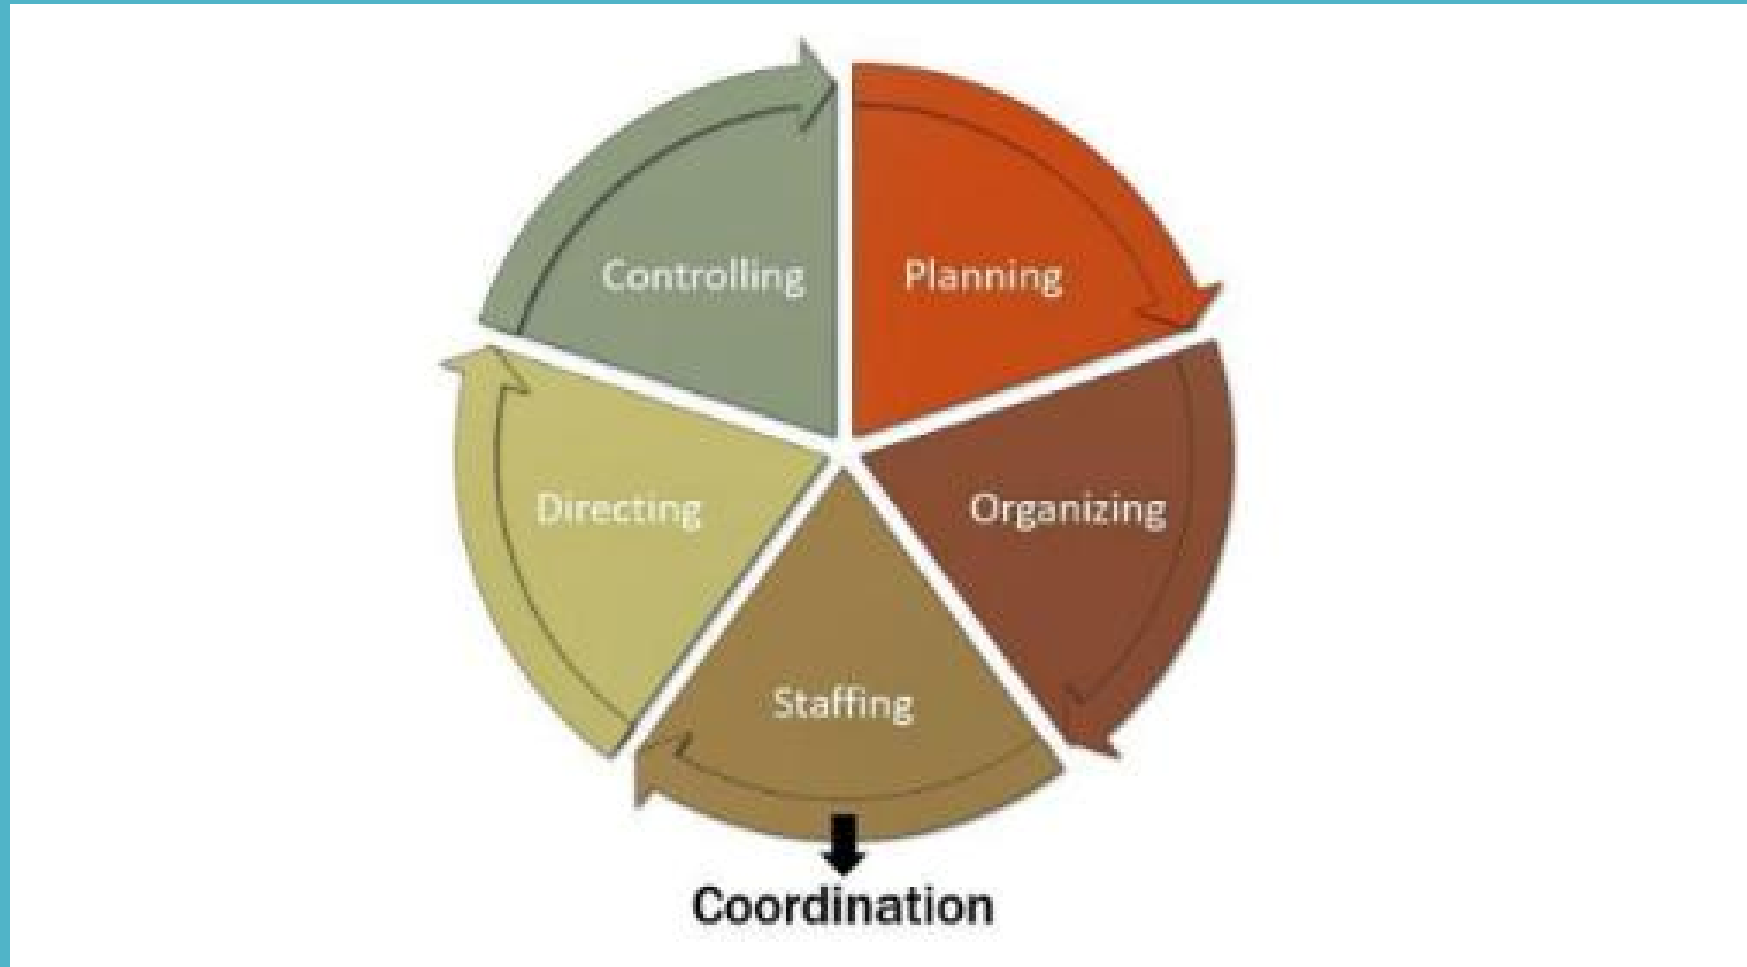 Controlling
Planning
Directing
Organizing
Staffing
Coordination